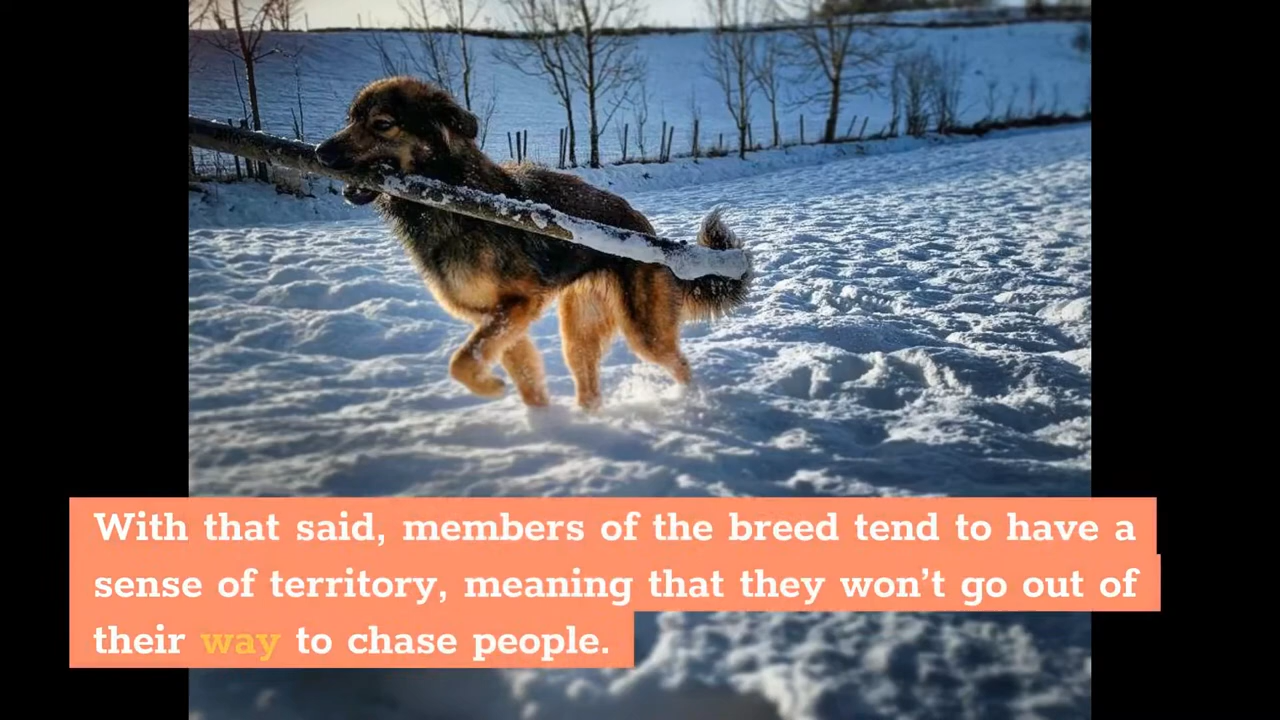 With that said, members of the breed tend to have a
sense of territory, meaning that they won’t go out of
their way to chase people.